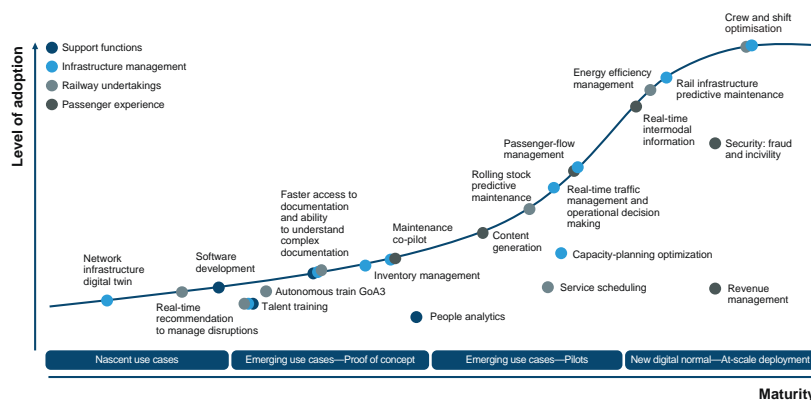 Level of adoption
Support functions
Infrastructure management
Railway undertakings
Passenger experience
Network
infrastructure
digital twin
Real-time
recommendation
to manage disruptions
Software
development
Autonomous train GoA3
Talent training
Faster access to
documentation
and ability
to understand
complex
documentation
Inventory management
Maintenance
co-pilot
People analytics
Content
generation
Rolling stock
predictive
maintenance
Passenger-flow
management
Real-time traffic
management and
operational decision
making
Capacity-planning optimization
Service scheduling
Energy efficiency
management
Real-time
intermodal
information
Rail infrastructure
predictive maintenance
Crew and shift
optimisation
Security: fraud
and incivility
Revenue
management
Nascent use cases
Emerging use cases—Proof of concept
Emerging use cases—Pilots
New digital normal—At-scale deployment
Maturity